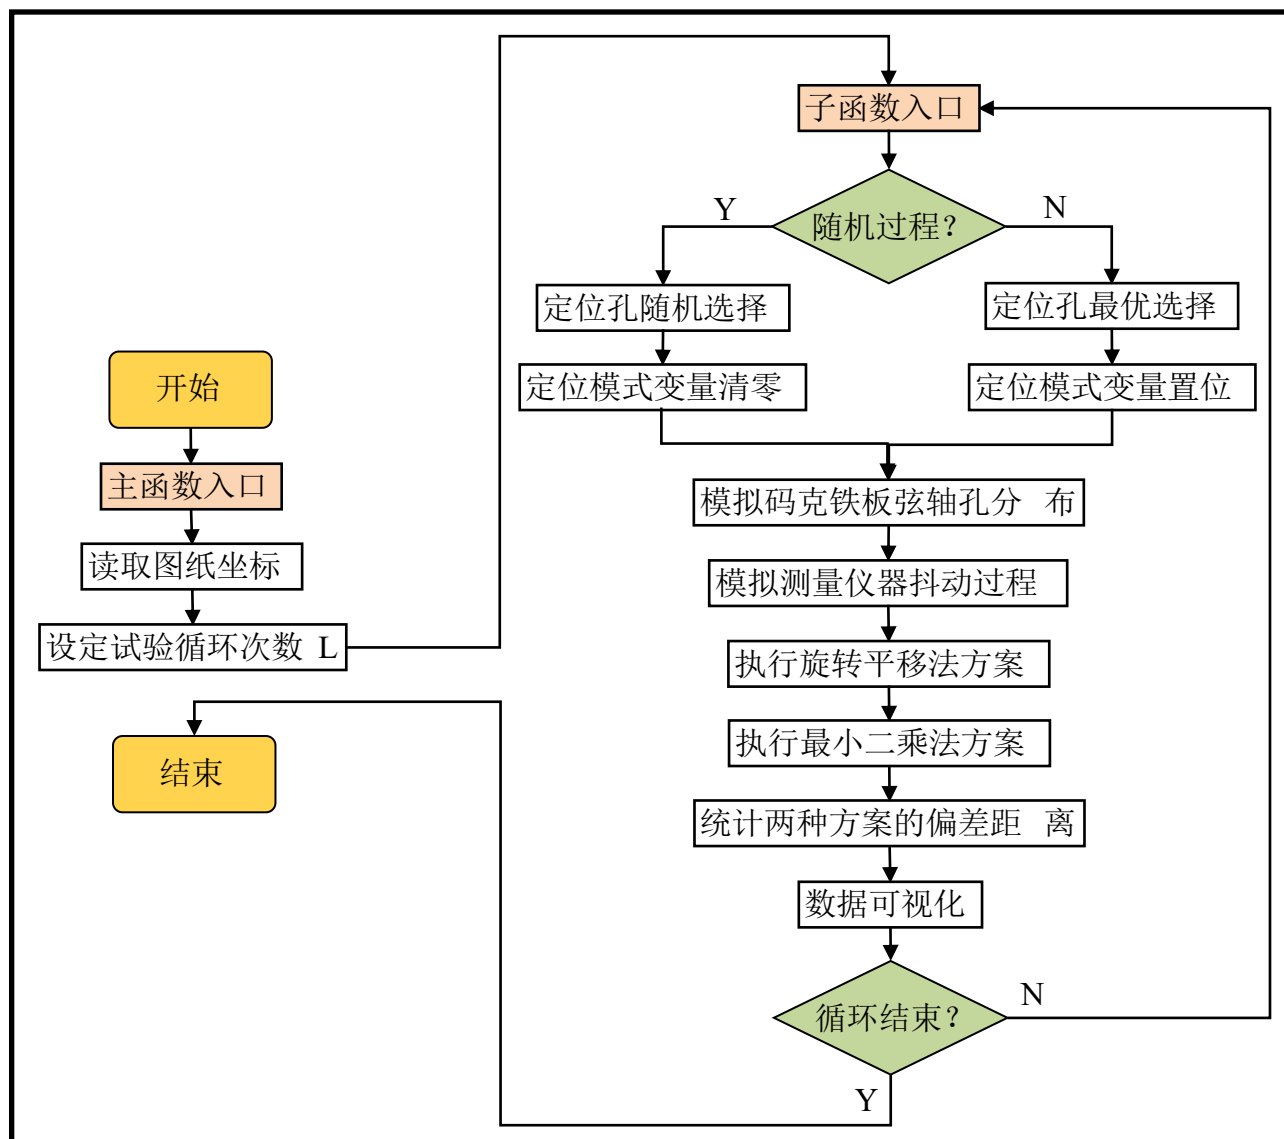 开始
主函数入口
读取图纸坐标
设定试验循环次数 L
结束
子函数入口
随机过程？
Y
N
定位孔随机选择
定位孔最优选择
定位模式变量清零
定位模式变量置位
模拟码克铁板弦轴孔分 布
模拟测量仪器抖动过程
执行旋转平移法方案
执行最小二乘法方案
统计两种方案的偏差距 离
数据可视化
循环结束？
N
Y